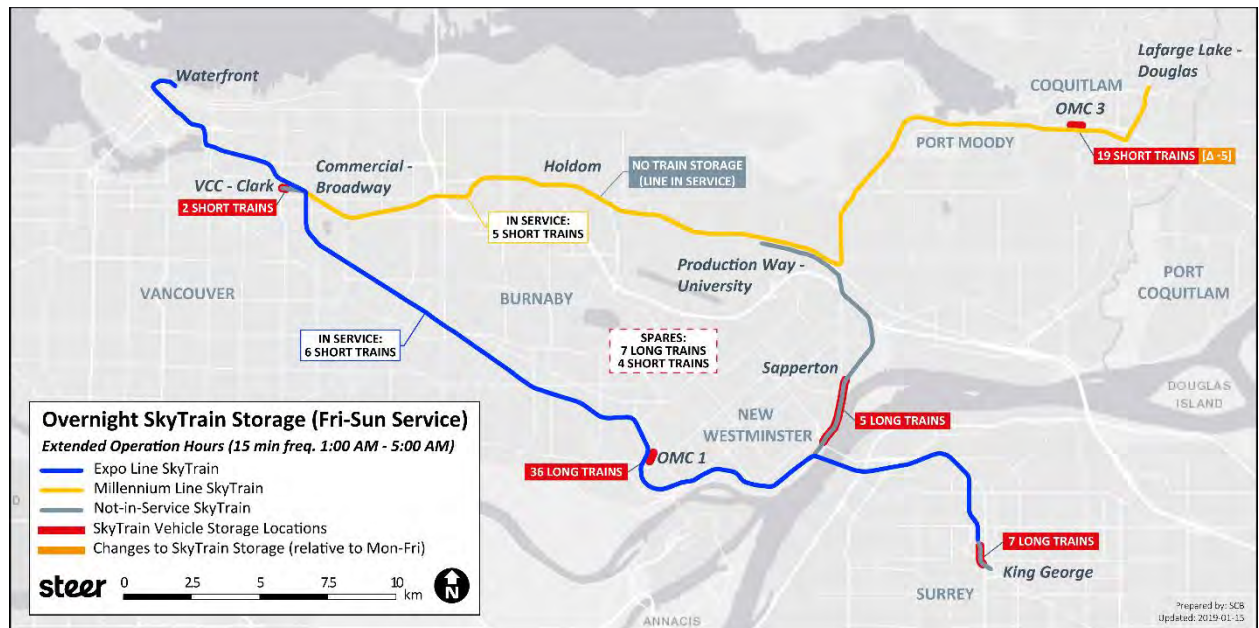 Waterfront
Lafarge Lake -
Douglas
COQUITLAM
OMC 3
PORT MOODY
19 SHORT TRAINS [Δ -5]
Commercial -
Broadway
Holdom
NO TRAIN STORAGE
(LINE IN SERVICE)
VCC - Clark
2 SHORT TRAINS
IN SERVICE:
5 SHORT TRAINS
Production Way -
University
PORT
COQUITLAM
VANCOUVER
BURNABY
IN SERVICE:
6 SHORT TRAINS
SPARES:
7 LONG TRAINS
4 SHORT TRAINS
Sapperton
DOUGLAS
ISLAND
NEW
WESTMINSTER
5 LONG TRAINS
OMC 1
36 LONG TRAINS
7 LONG TRAINS
King George
SURREY
ANNACIS
Overnight SkyTrain Storage (Fri-Sun Service)
Extended Operation Hours (15 min freq. 1:00 AM - 5:00 AM)
Expo Line SkyTrain
Millennium Line SkyTrain
Not-in-Service SkyTrain
SkyTrain Vehicle Storage Locations
Changes to SkyTrain Storage (relative to Mon-Fri)
steer
0 2.5 5 7.5 10
km
N
Prepared by: SCB
Updated: 2019-01-15